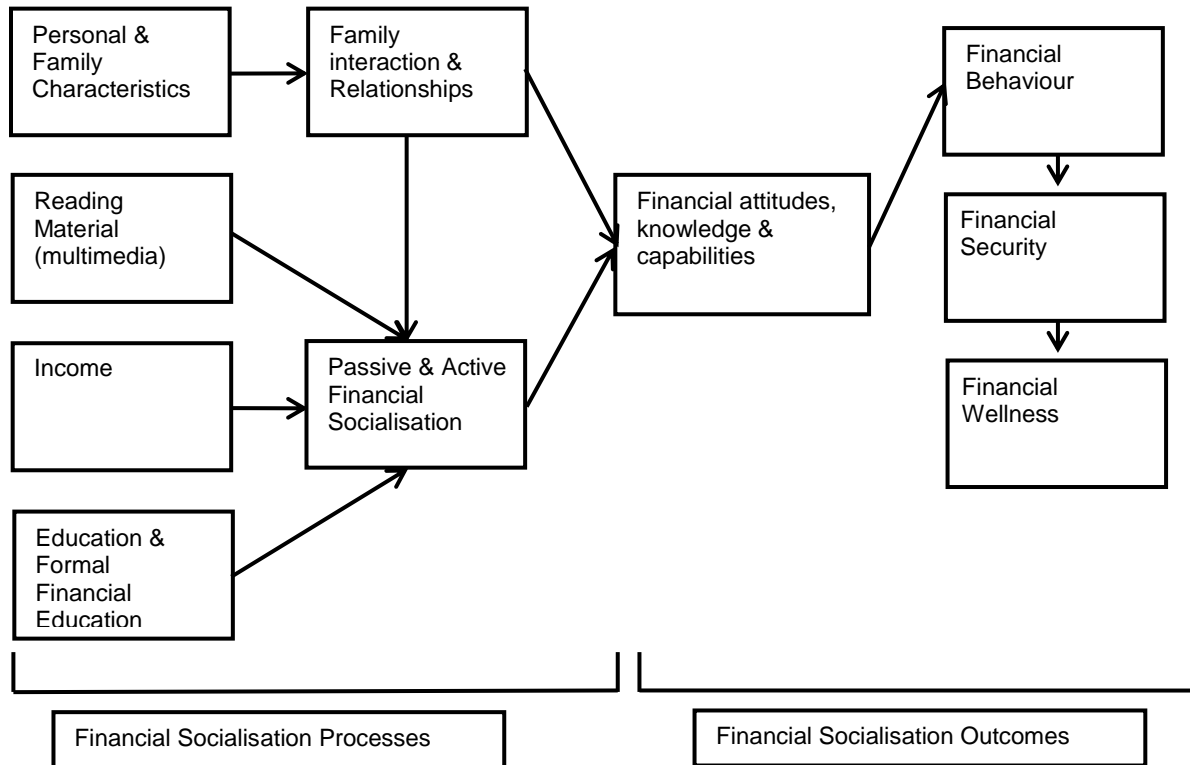 Personal &
Family
Characteristics
Family
interaction &
Relationships
Financial
Behaviour
Reading
Material
(multimedia)
Financial attitudes,
knowledge &
capabilities
Financial
Security
Income
Passive & Active
Financial
Socialisation
Financial
Wellness
Education &
Formal
Financial
Education
Financial Socialisation Processes
Financial Socialisation Outcomes